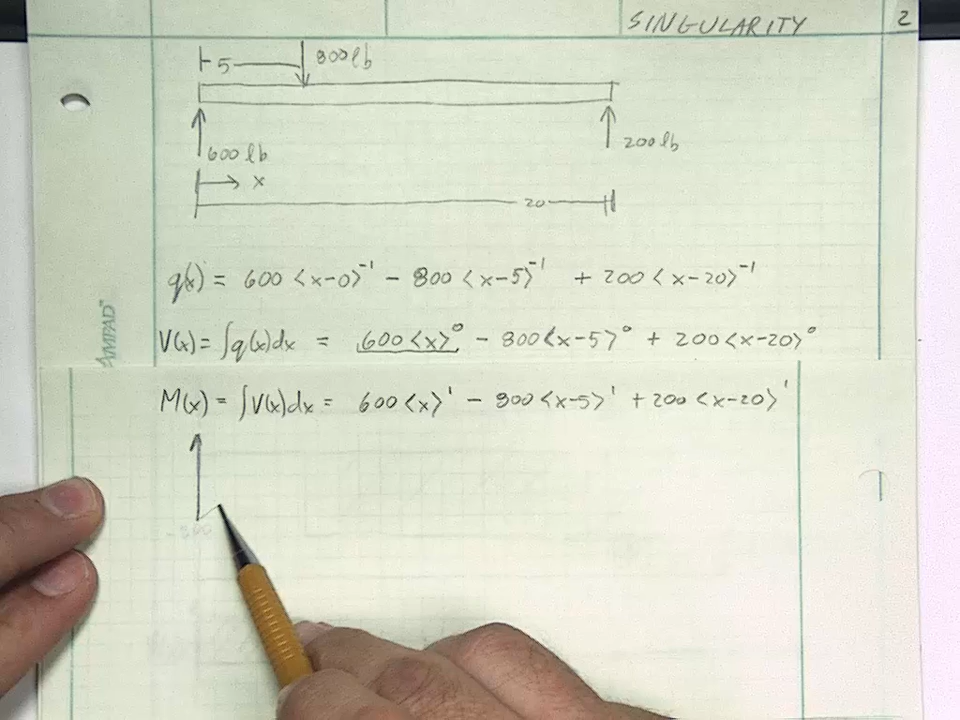 SINGULARITY 2
5 800 lb
600 lb 200 lb
x
20
q(x) = 600 <x-0>⁻¹ - 800 <x-5>⁻¹ + 200 <x-20>⁻¹
AMPAD™
V(x) = ∫q(x)dx = 600 <x>⁰ - 800<x-5>⁰ + 200<x-20>⁰
M(x) = ∫V(x)dx = 600 <x>¹ - 800 <x-5>¹ + 200 <x-20>¹